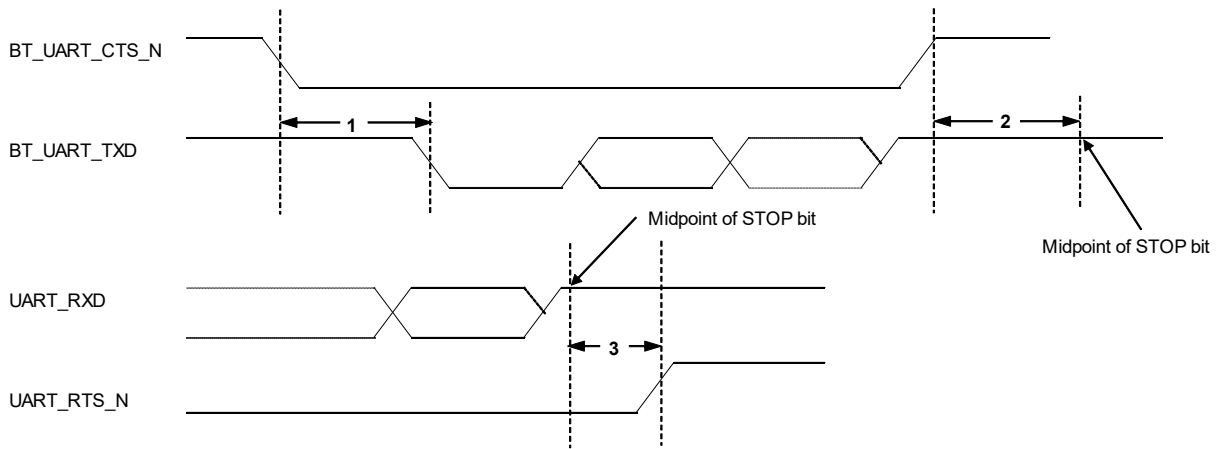 BT_UART_CTS_N
1
2
BT_UART_TXD
Midpoint of STOP bit
Midpoint of STOP bit
UART_RXD
3
UART_RTS_N